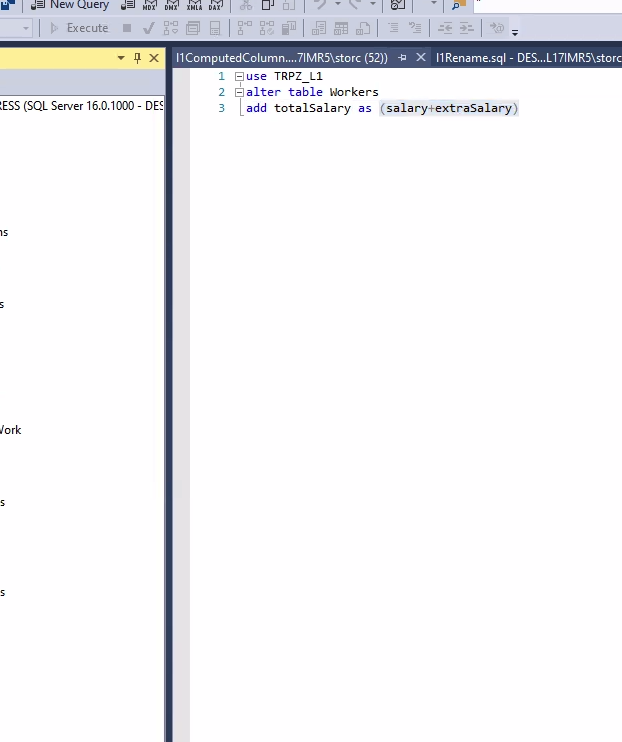 New Query
MDX DMX XMLA DAX
Execute
l1ComputedColumn....7IMR5\storc (52))
l1Rename.sql - DES...L17IMR5\storc
RESS (SQL Server 16.0.1000 - DES
1 use TRPZ_L1
2 alter table Workers
3 add totalSalary as (salary+extraSalary)
ns
s
Work
s
s